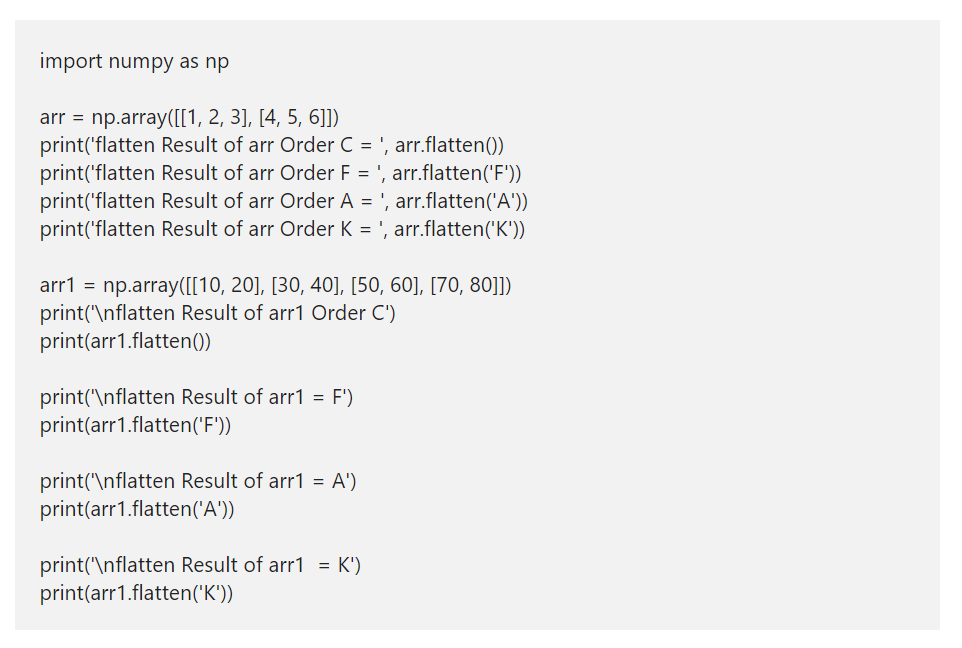 import numpy as np
arr = np.array([[1, 2, 3], [4, 5, 6]])
print('flatten Result of arr Order C = ', arr.flatten())
print('flatten Result of arr Order F = ', arr.flatten('F'))
print('flatten Result of arr Order A = ', arr.flatten('A'))
print('flatten Result of arr Order K = ', arr.flatten('K'))
arr1 = np.array([[10, 20], [30, 40], [50, 60], [70, 80]])
print('\nflatten Result of arr1 Order C')
print(arr1.flatten())
print('\nflatten Result of arr1 = F')
print(arr1.flatten('F'))
print('\nflatten Result of arr1 = A')
print(arr1.flatten('A'))
print('\nflatten Result of arr1  = K')
print(arr1.flatten('K'))